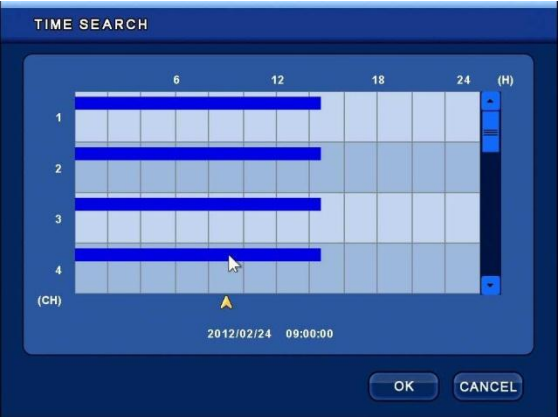 TIME SEARCH
6 12 18 24 (H)
1
2
3
4
(CH)
2012/02/24 09:00:00
OK CANCEL